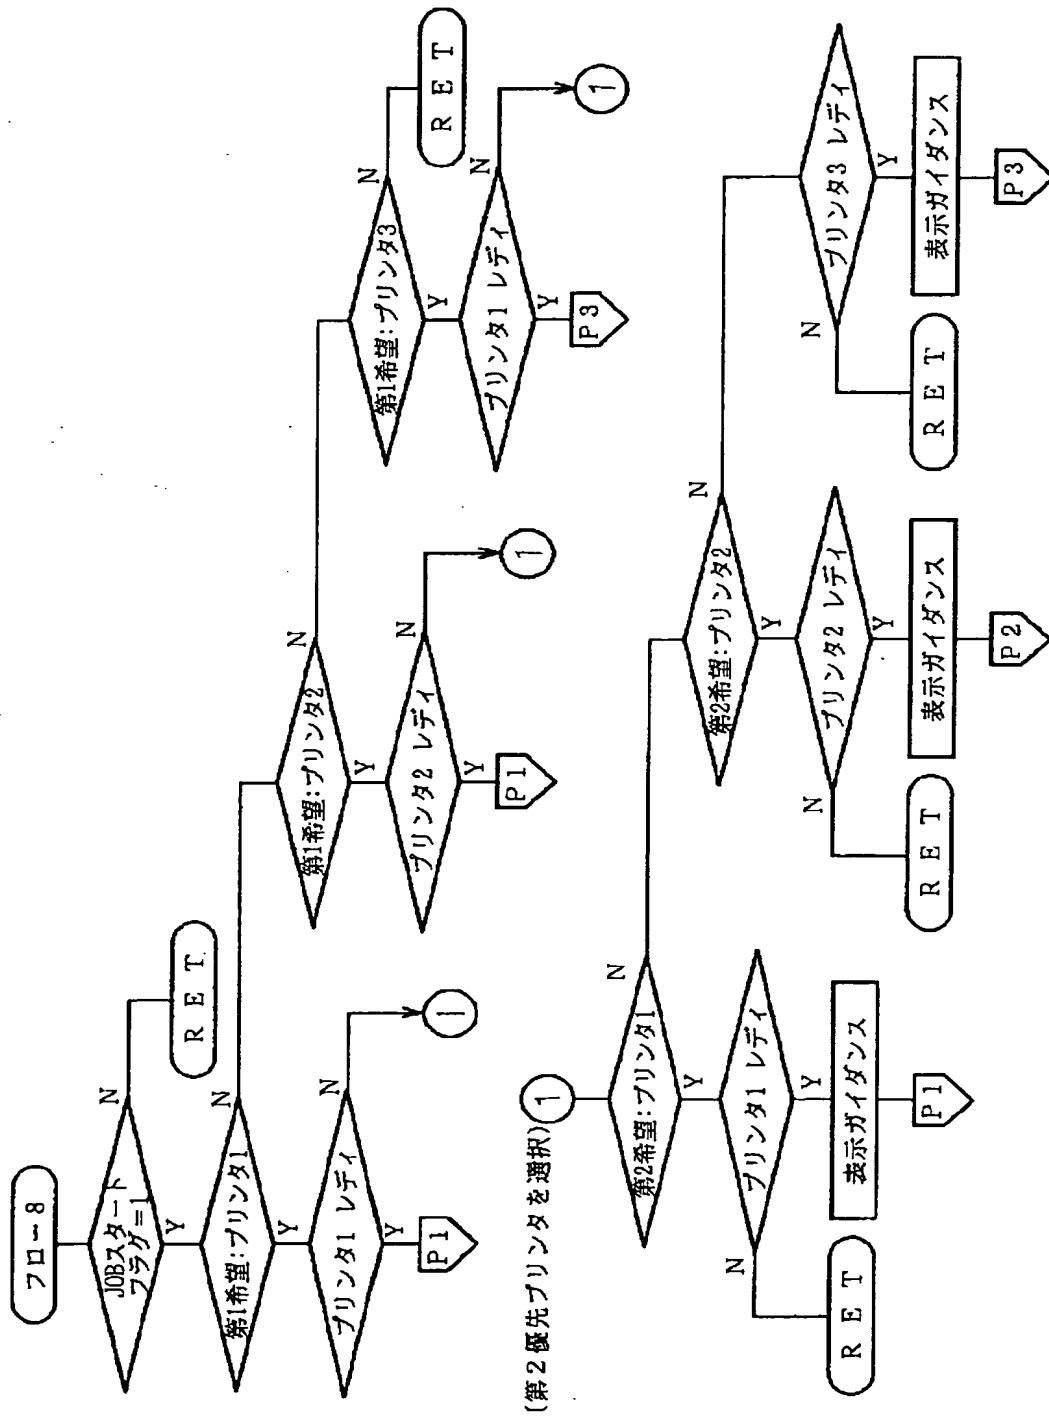 フロー8
JOBスタート
フラグ=1
N
RET
Y
第1希望:プリンタ1
N
Y
プリンタ1 レディ
N
1
Y
P1
第1希望:プリンタ2
N
Y
プリンタ2 レディ
N
1
Y
P1
第1希望:プリンタ3
N
RET
Y
プリンタ1 レディ
N
1
Y
P3
(第2優先プリンタを選択)
1
第2希望:プリンタ1
N
Y
プリンタ1 レディ
N
RET
Y
表示ガイダンス
P1
第2希望:プリンタ2
N
Y
プリンタ2 レディ
N
RET
Y
表示ガイダンス
P2
プリンタ3 レディ
N
RET
Y
表示ガイダンス
P3